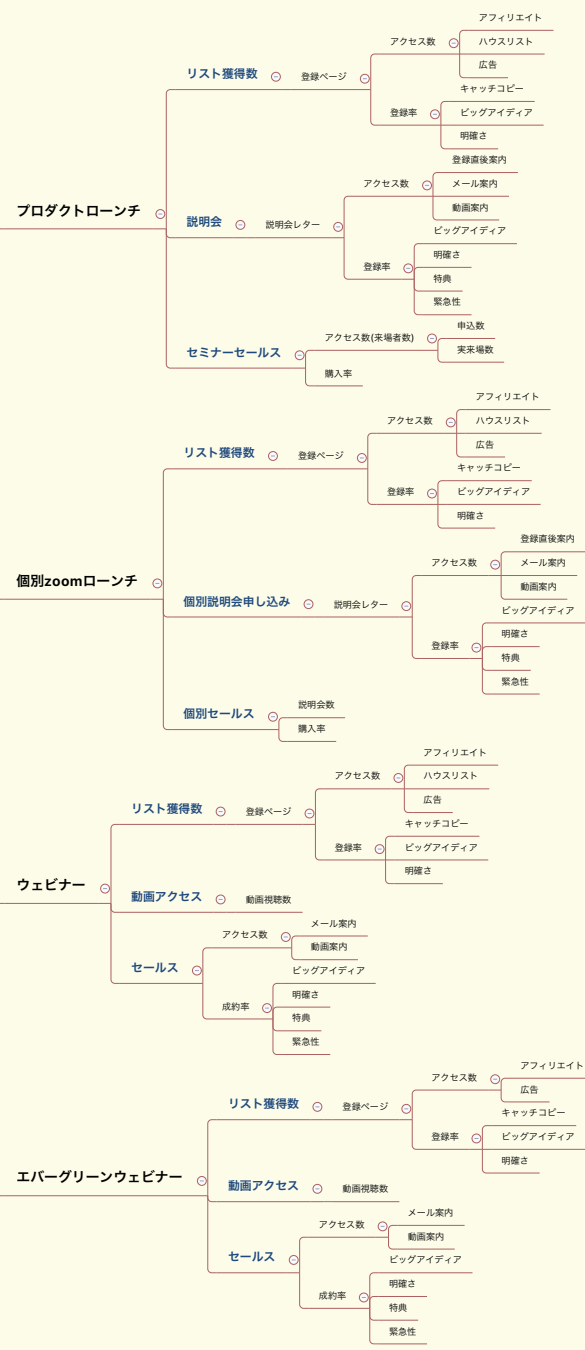 プロダクトローンチ
リスト獲得数
登録ページ
アクセス数
アフィリエイト
ハウスリスト
広告
登録率
キャッチコピー
ビッグアイディア
明確さ
説明会
説明会レター
アクセス数
登録直後案内
メール案内
動画案内
登録率
ビッグアイディア
明確さ
特典
緊急性
セミナーセールス
アクセス数(来場者数)
申込数
実来場数
購入率
個別zoomローンチ
リスト獲得数
登録ページ
アクセス数
アフィリエイト
ハウスリスト
広告
登録率
キャッチコピー
ビッグアイディア
明確さ
個別説明会申し込み
説明会レター
アクセス数
登録直後案内
メール案内
動画案内
登録率
ビッグアイディア
明確さ
特典
緊急性
個別セールス
説明会数
購入率
ウェビナー
リスト獲得数
登録ページ
アクセス数
アフィリエイト
ハウスリスト
広告
登録率
キャッチコピー
ビッグアイディア
明確さ
動画アクセス
動画視聴数
セールス
アクセス数
メール案内
動画案内
成約率
ビッグアイディア
明確さ
特典
緊急性
エバーグリーンウェビナー
リスト獲得数
登録ページ
アクセス数
アフィリエイト
広告
登録率
キャッチコピー
ビッグアイディア
明確さ
動画アクセス
動画視聴数
セールス
アクセス数
メール案内
動画案内
成約率
ビッグアイディア
明確さ
特典
緊急性